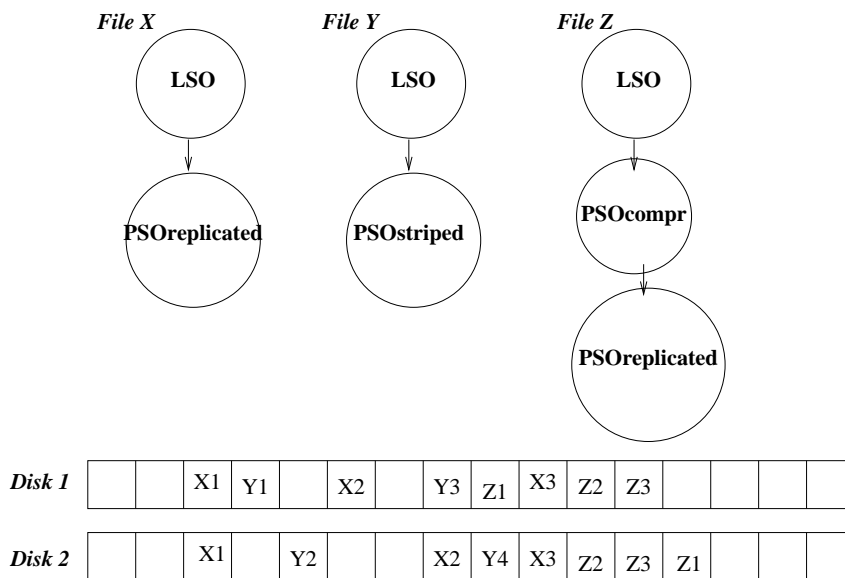 File X File Y File Z
LSO LSO LSO
PSOcompr
PSOreplicated PSOstriped
PSOreplicated
Disk 1 X1 Y1 X2 Y3 Z1 X3 Z2 Z3
Disk 2 X1 Y2 X2 Y4 X3 Z2 Z3 Z1